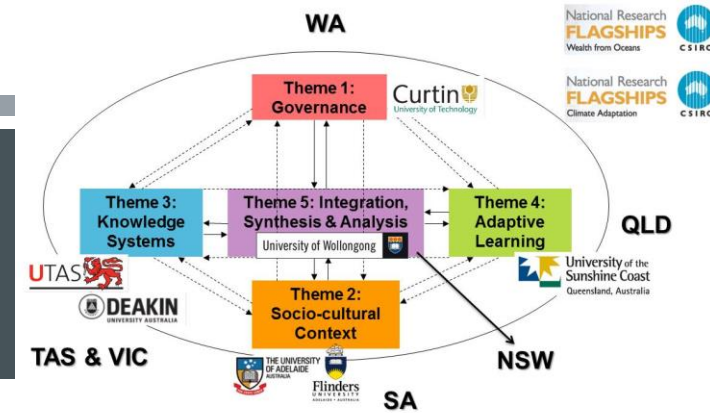 WA
National Research
FLAGSHIPS
Wealth from Oceans
CSIRO
National Research
FLAGSHIPS
Climate Adaptation
CSIRO
Theme 1:
Governance
Curtin
University of Technology
Theme 3:
Knowledge
Systems
Theme 5: Integration,
Synthesis & Analysis
University of Wollongong
Theme 4:
Adaptive
Learning
QLD
UTAS
DEAKIN
UNIVERSITY AUSTRALIA
University of the
Sunshine Coast
Queensland, Australia
Theme 2:
Socio-cultural
Context
TAS & VIC
THE UNIVERSITY
OF ADELAIDE
AUSTRALIA
Flinders
UNIVERSITY
ADELAIDE • AUSTRALIA
NSW
SA